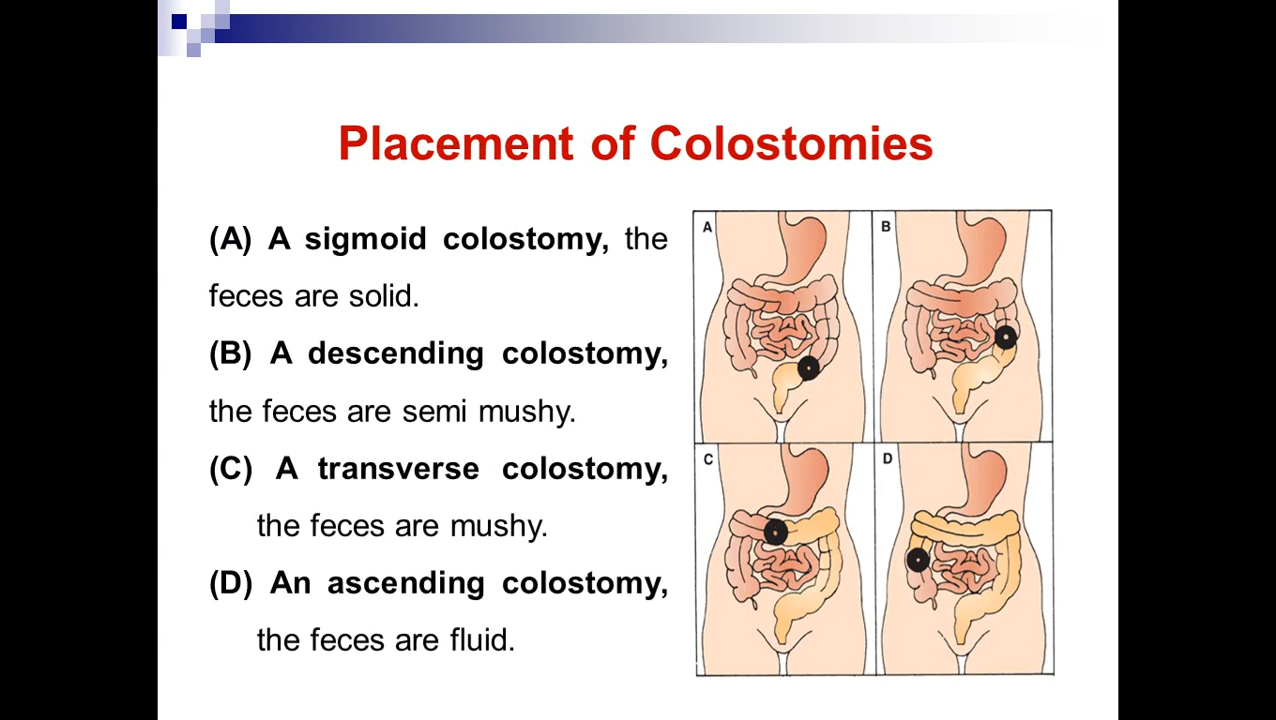 Placement of Colostomies
(A) A sigmoid colostomy, the
feces are solid.
(B) A descending colostomy,
the feces are semi mushy.
(C) A transverse colostomy,
the feces are mushy.
(D) An ascending colostomy,
the feces are fluid.
A
B
C
D